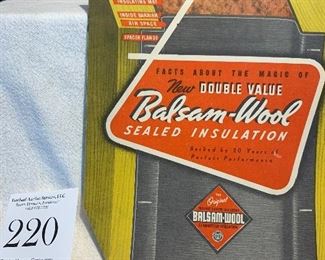 INSULATING MAT
INSIDE BARRIER
AIR SPACE
SPACER FLANGE
FACTS ABOUT THE MAGIC OF
New DOUBLE VALUE
Balsam-Wool
SEALED INSULATION
Backed by 20 Years of
Perfect Performance
The Original
BALSAM-WOOL
220